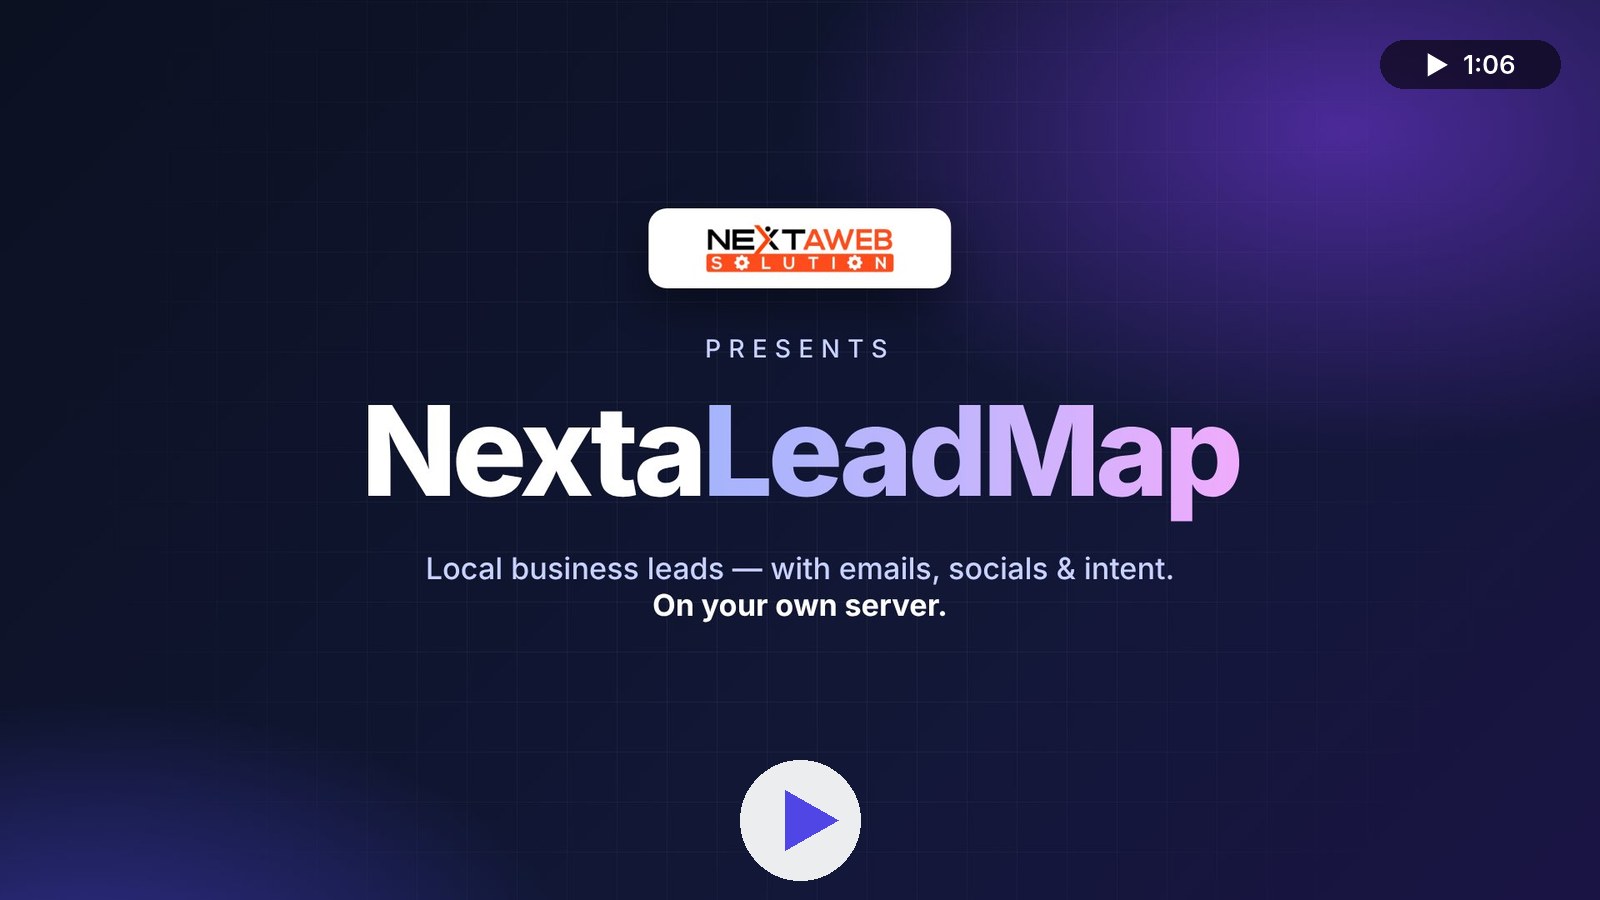 1:06
NEXTAWEB
SOLUTION
PRESENTS
NextaLeadMap
Local business leads — with emails, socials & intent.
On your own server.